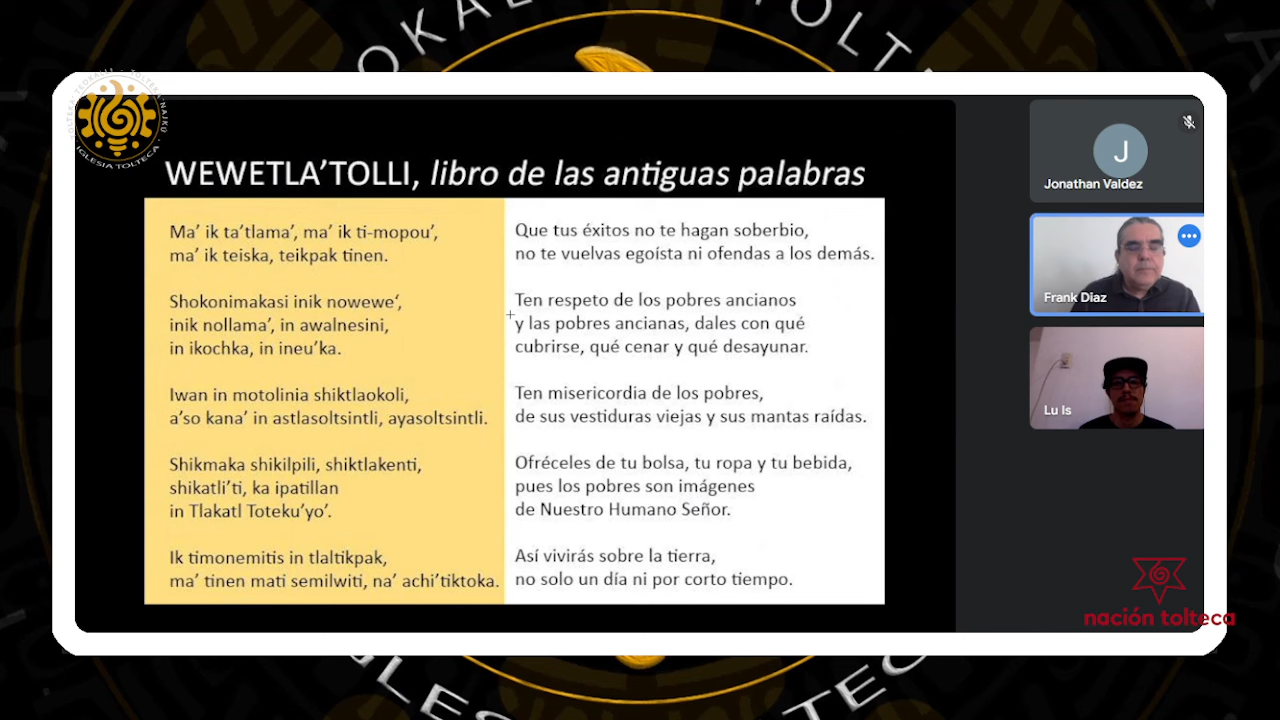 OKAL
TOLT
TOLTEKA
IGLESIA TOLTECA
WEWETLA’TOLLI, libro de las antiguas palabras
Ma’ ik ta’tlama’, ma’ ik ti-mopou’,
ma’ ik teiska, teikpak tinen.
Shokonimakasi inik nowewe‘,
inik nollama’, in awalnesini,
in ikochka, in ineu’ka.
Iwan in motolinia shiktlaokoli,
a’so kana’ in astlasoltsintli, ayasoltsintli.
Shikmaka shikilpili, shiktlakenti,
shikatli’ti, ka ipatillan
in Tlakatl Toteku’yo’.
Ik timonemitis in tlaltikpak,
ma’ tinen mati semilwiti, na’ achi’tiktoka.
Que tus éxitos no te hagan soberbio,
no te vuelvas egoísta ni ofendas a los demás.
Ten respeto de los pobres ancianos
y las pobres ancianas, dales con qué
cubrirse, qué cenar y qué desayunar.
Ten misericordia de los pobres,
de sus vestiduras viejas y sus mantas raídas.
Ofréceles de tu bolsa, tu ropa y tu bebida,
pues los pobres son imágenes
de Nuestro Humano Señor.
Así vivirás sobre la tierra,
no solo un día ni por corto tiempo.
J
Jonathan Valdez
Frank Diaz
Lu Is
nación tolteca
GLES
TEC